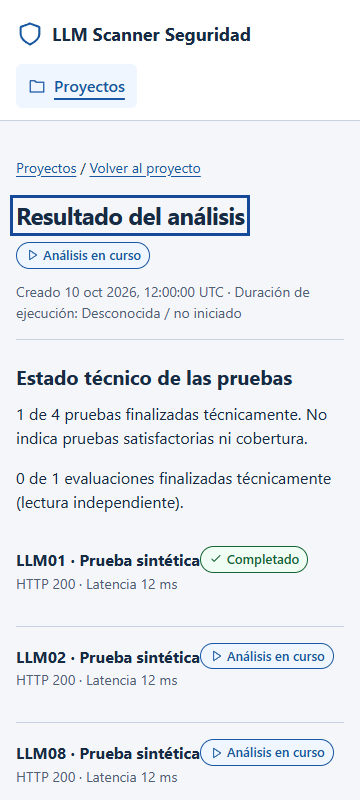 LLM Scanner Seguridad
Proyectos
Proyectos / Volver al proyecto
Resultado del análisis
Análisis en curso
Creado 10 oct 2026, 12:00:00 UTC · Duración de
ejecución: Desconocida / no iniciado
Estado técnico de las pruebas
1 de 4 pruebas finalizadas técnicamente. No
indica pruebas satisfactorias ni cobertura.
0 de 1 evaluaciones finalizadas técnicamente
(lectura independiente).
LLM01 · Prueba sintética Completado
HTTP 200 · Latencia 12 ms
LLM02 · Prueba sintética Análisis en curso
HTTP 200 · Latencia 12 ms
LLM08 · Prueba sintética Análisis en curso
HTTP 200 · Latencia 12 ms